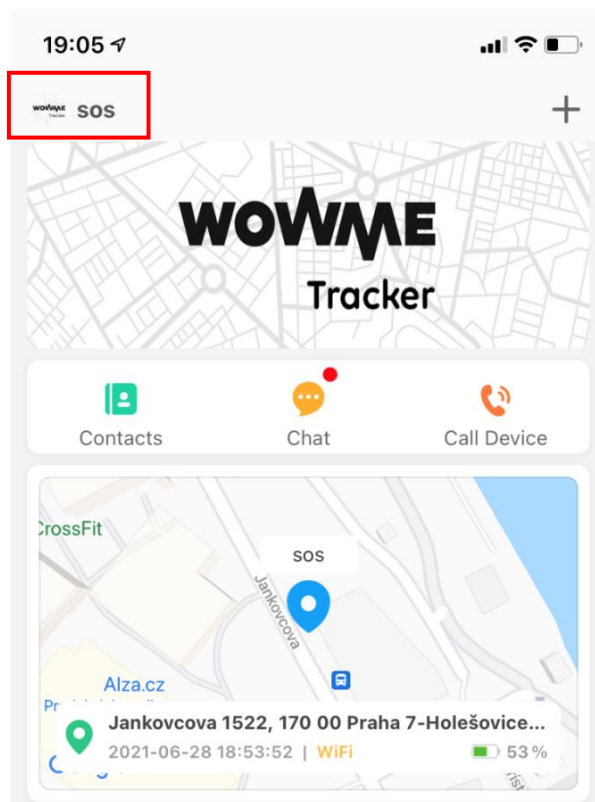 19:05
WOWME Tracker sos
WOWME
Tracker
Contacts
Chat
Call Device
CrossFit
sos
Jankovcova
Alza.cz
Jankovcova 1522, 170 00 Praha 7-Holešovice...
2021-06-28 18:53:52 | WiFi
53%